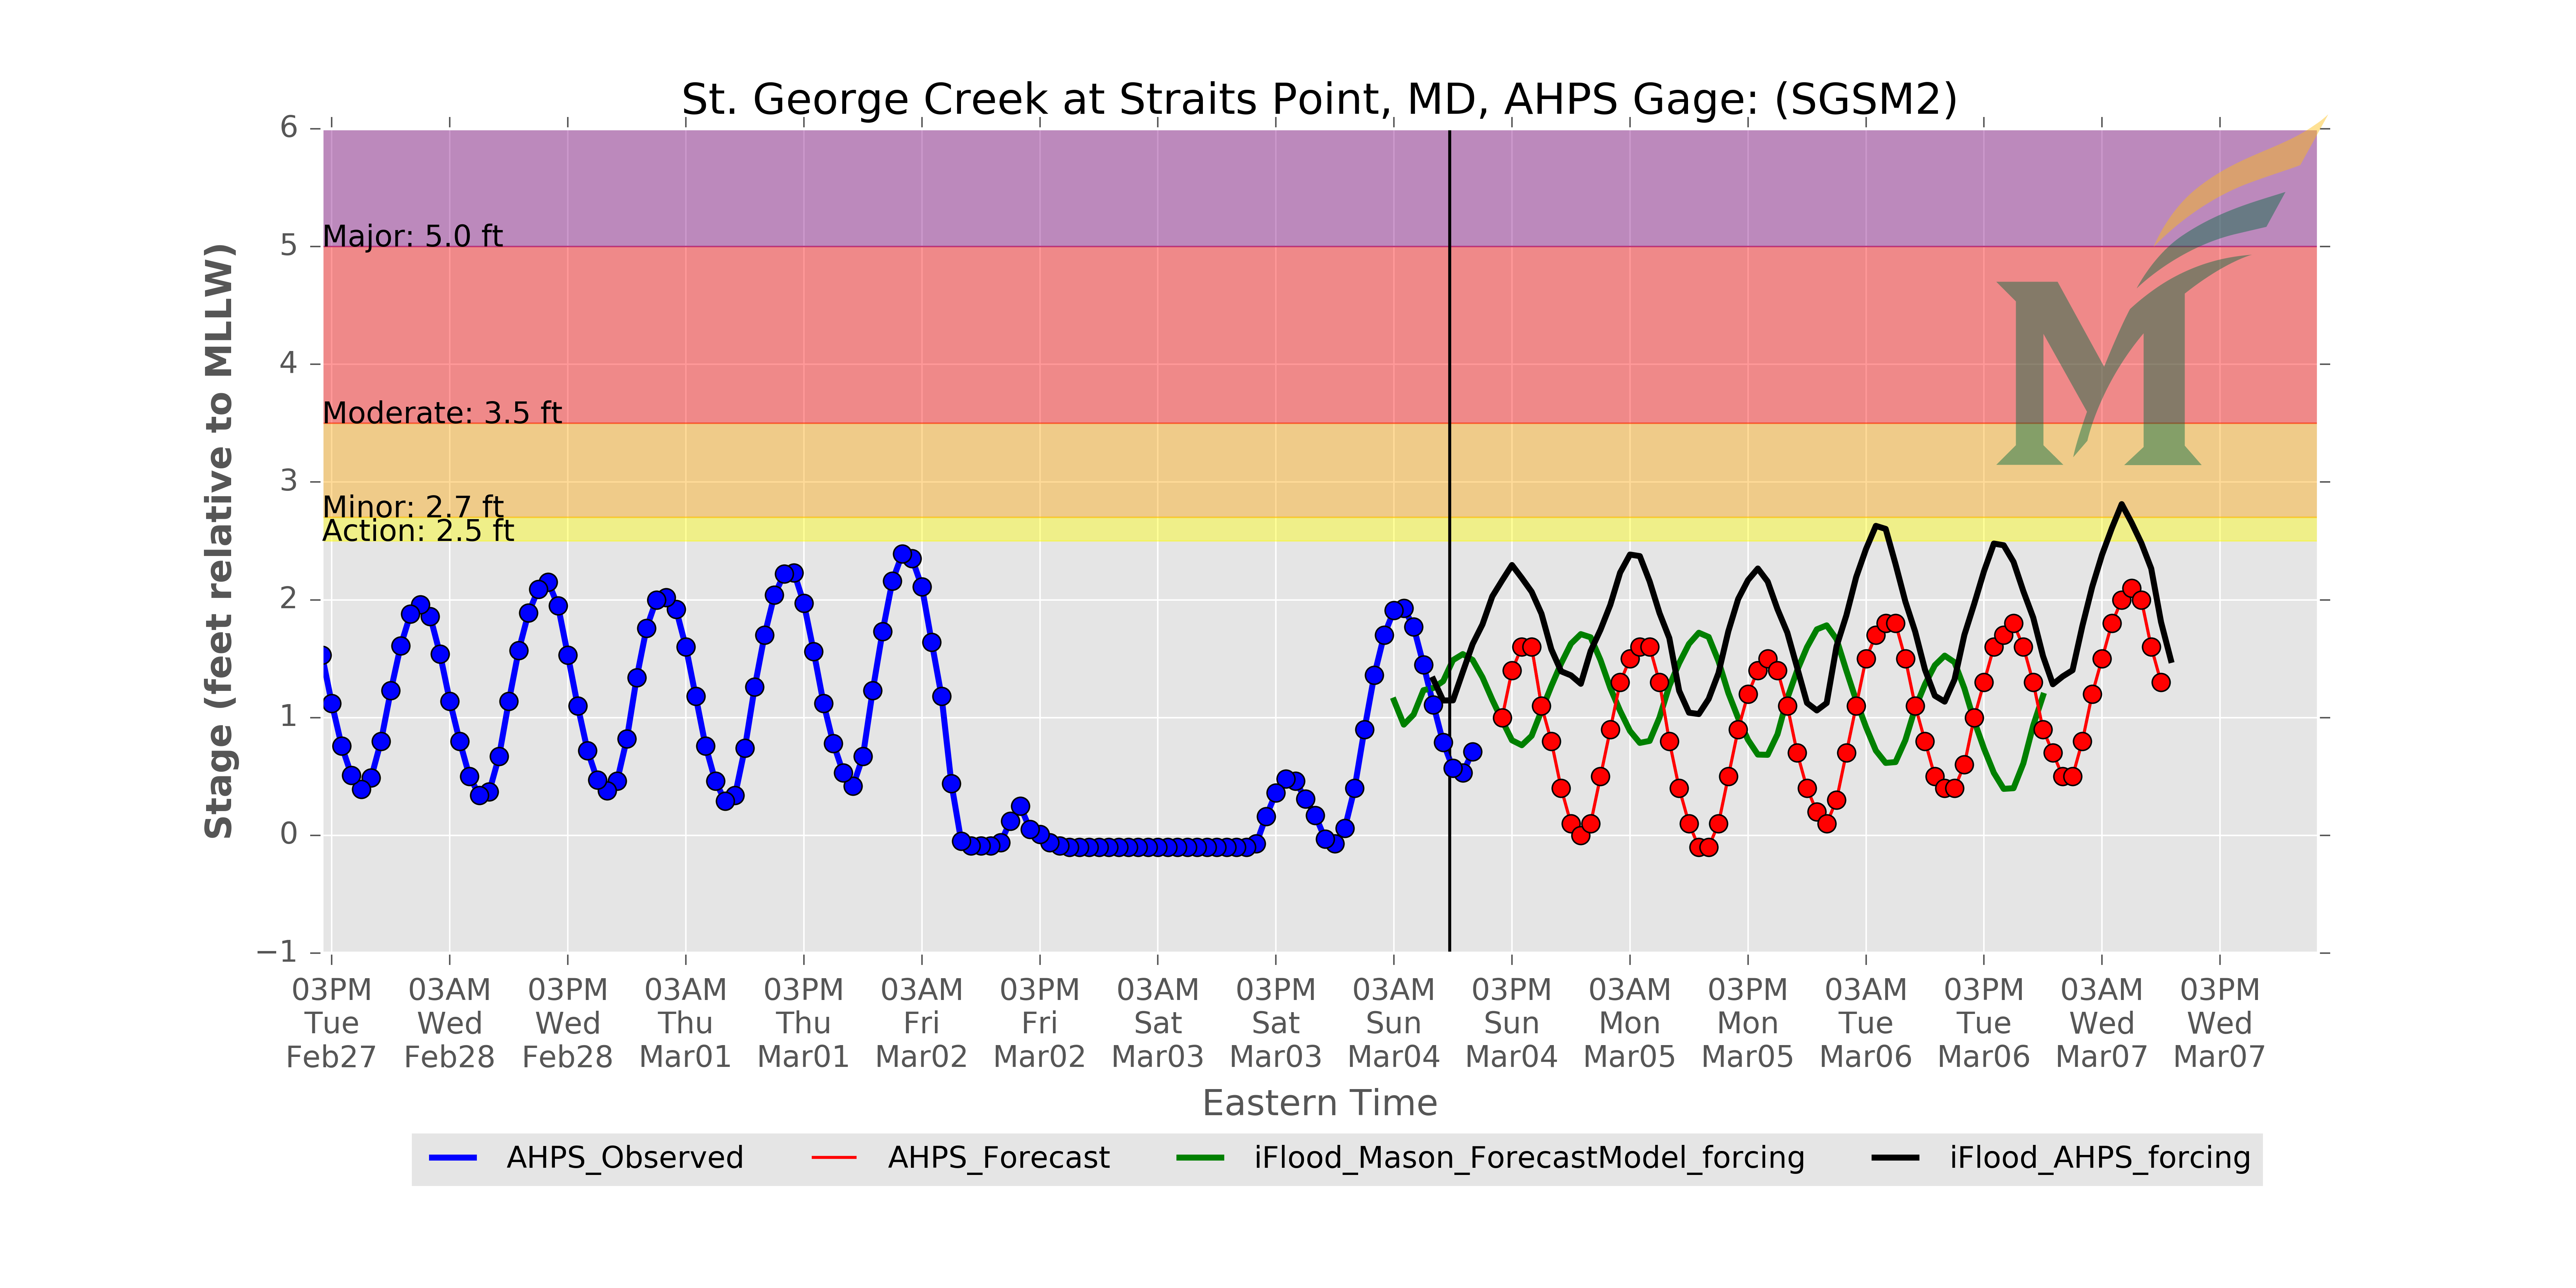 St. George Creek at Straits Point, MD, AHPS Gage: (SGSM2)
Stage (feet relative to MLLW)
6
5
4
3
2
1
0
−1
Major: 5.0 ft
Moderate: 3.5 ft
Minor: 2.7 ft
Action: 2.5 ft
03PM 03AM 03PM 03AM 03PM 03AM 03PM 03AM 03PM 03AM 03PM 03AM 03PM 03AM 03PM 03AM 03PM
Tue Wed Wed Thu Thu Fri Fri Sat Sat Sun Sun Mon Mon Tue Tue Wed Wed
Feb27 Feb28 Feb28 Mar01 Mar01 Mar02 Mar02 Mar03 Mar03 Mar04 Mar04 Mar05 Mar05 Mar06 Mar06 Mar07 Mar07
Eastern Time
AHPS_Observed AHPS_Forecast iFlood_Mason_ForecastModel_forcing iFlood_AHPS_forcing
M